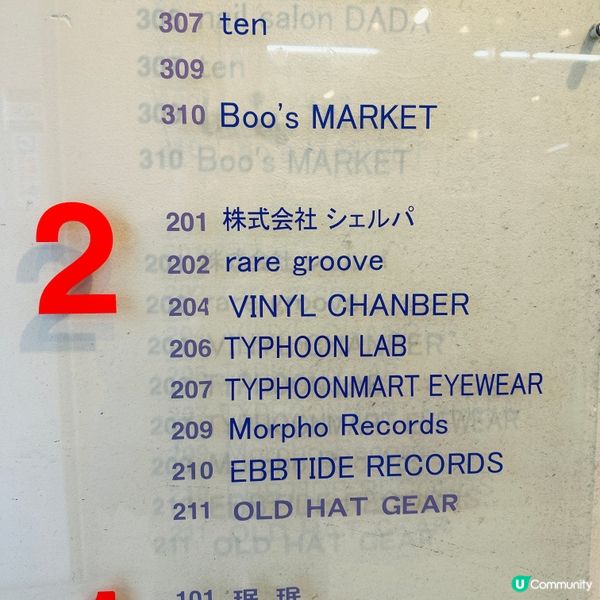 307 ten
309
310 Boo's MARKET
2
201 株式会社 シェルパ
202 rare groove
204 VINYL CHANBER
206 TYPHOON LAB
207 TYPHOONMART EYEWEAR
209 Morpho Records
210 EBBTIDE RECORDS
211 OLD HAT GEAR
101 珉 珉
U Community